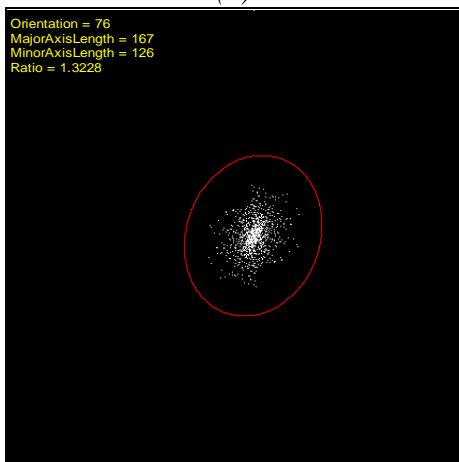 Orientation = 76
MajorAxisLength = 167
MinorAxisLength = 126
Ratio = 1.3228